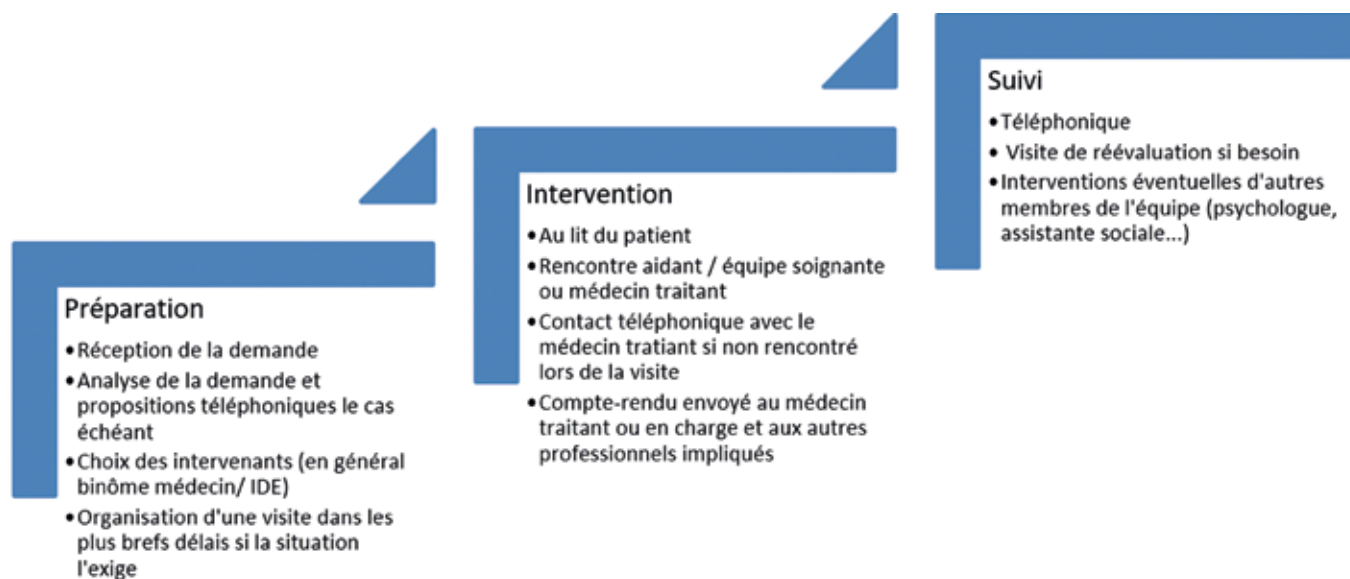 Préparation
•Réception de la demande
•Analyse de la demande et
propositions téléphoniques le cas
échéant
•Choix des intervenants (en général
binôme médecin/ IDE)
•Organisation d'une visite dans les
plus brefs délais si la situation
l'exige
Intervention
•Au lit du patient
•Rencontre aidant / équipe soignante
ou médecin traitant
•Contact téléphonique avec le
médecin tratiant si non rencontré
lors de la visite
•Compte-rendu envoyé au médecin
traitant ou en charge et aux autres
professionnels impliqués
Suivi
•Téléphonique
• Visite de réévaluation si besoin
•Interventions éventuelles d'autres
membres de l'équipe (psychologue,
assistante sociale...)